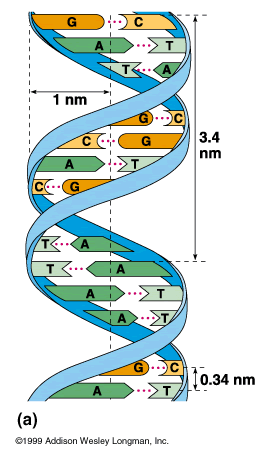 G C
A T
T A
1 nm
G C
C G
3.4
nm
A T
C G
T A
T A
A T
A T
G C
0.34 nm
A T
(a)
©1999 Addison Wesley Longman, Inc.